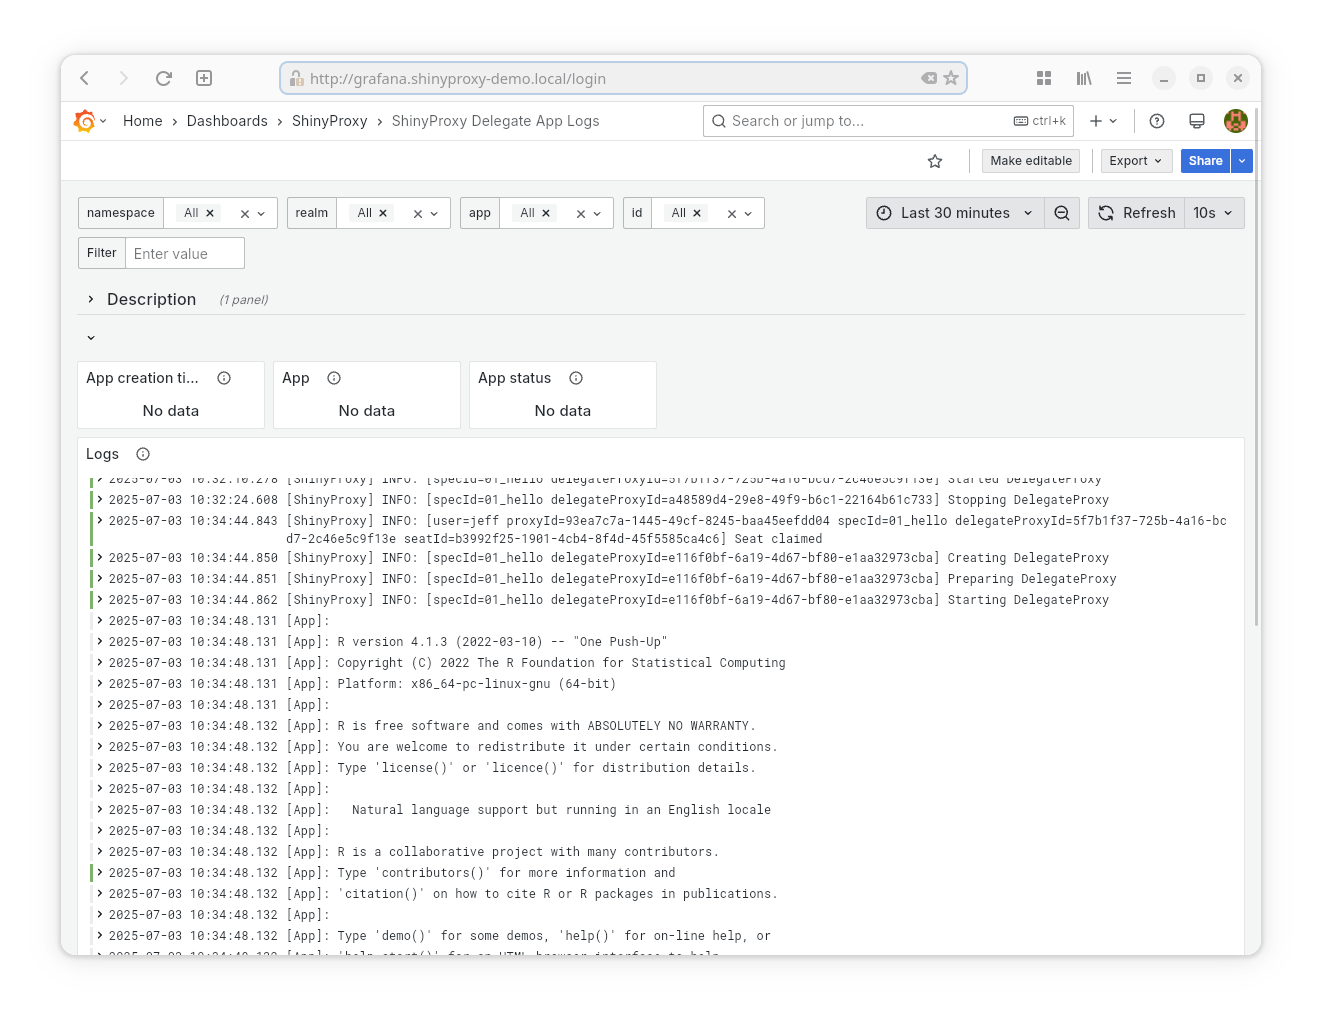 http://grafana.shinyproxy-demo.local/login
Home › Dashboards › ShinyProxy › ShinyProxy Delegate App Logs
Search or jump to...
ctrl+k
Make editable
Export
Share
namespace All
realm All
app All
id All
Last 30 minutes
Refresh
10s
Filter
Enter value
Description (1 panel)
App creation ti...
No data
App
No data
App status
No data
Logs
2025-07-03 10:32:10.278 [ShinyProxy] INFO: [specId=01_hello delegateProxyId=5f7b1f37-725b-4a16-bcd7-2c46e5c9f13e] Started DelegateProxy
2025-07-03 10:32:24.608 [ShinyProxy] INFO: [specId=01_hello delegateProxyId=a48589d4-29e8-49f9-b6c1-22164b61c733] Stopping DelegateProxy
2025-07-03 10:34:44.843 [ShinyProxy] INFO: [user=jeff proxyId=93ea7c7a-1445-49cf-8245-baa45eefdd04 specId=01_hello delegateProxyId=5f7b1f37-725b-4a16-bc
d7-2c46e5c9f13e seatId=b3992f25-1901-4cb4-8f4d-45f5585ca4c6] Seat claimed
2025-07-03 10:34:44.850 [ShinyProxy] INFO: [specId=01_hello delegateProxyId=e116f0bf-6a19-4d67-bf80-e1aa32973cba] Creating DelegateProxy
2025-07-03 10:34:44.851 [ShinyProxy] INFO: [specId=01_hello delegateProxyId=e116f0bf-6a19-4d67-bf80-e1aa32973cba] Preparing DelegateProxy
2025-07-03 10:34:44.862 [ShinyProxy] INFO: [specId=01_hello delegateProxyId=e116f0bf-6a19-4d67-bf80-e1aa32973cba] Starting DelegateProxy
2025-07-03 10:34:48.131 [App]:
2025-07-03 10:34:48.131 [App]: R version 4.1.3 (2022-03-10) -- "One Push-Up"
2025-07-03 10:34:48.131 [App]: Copyright (C) 2022 The R Foundation for Statistical Computing
2025-07-03 10:34:48.131 [App]: Platform: x86_64-pc-linux-gnu (64-bit)
2025-07-03 10:34:48.131 [App]:
2025-07-03 10:34:48.132 [App]: R is free software and comes with ABSOLUTELY NO WARRANTY.
2025-07-03 10:34:48.132 [App]: You are welcome to redistribute it under certain conditions.
2025-07-03 10:34:48.132 [App]: Type 'license()' or 'licence()' for distribution details.
2025-07-03 10:34:48.132 [App]:
2025-07-03 10:34:48.132 [App]:   Natural language support but running in an English locale
2025-07-03 10:34:48.132 [App]:
2025-07-03 10:34:48.132 [App]: R is a collaborative project with many contributors.
2025-07-03 10:34:48.132 [App]: Type 'contributors()' for more information and
2025-07-03 10:34:48.132 [App]: 'citation()' on how to cite R or R packages in publications.
2025-07-03 10:34:48.132 [App]:
2025-07-03 10:34:48.132 [App]: Type 'demo()' for some demos, 'help()' for on-line help, or